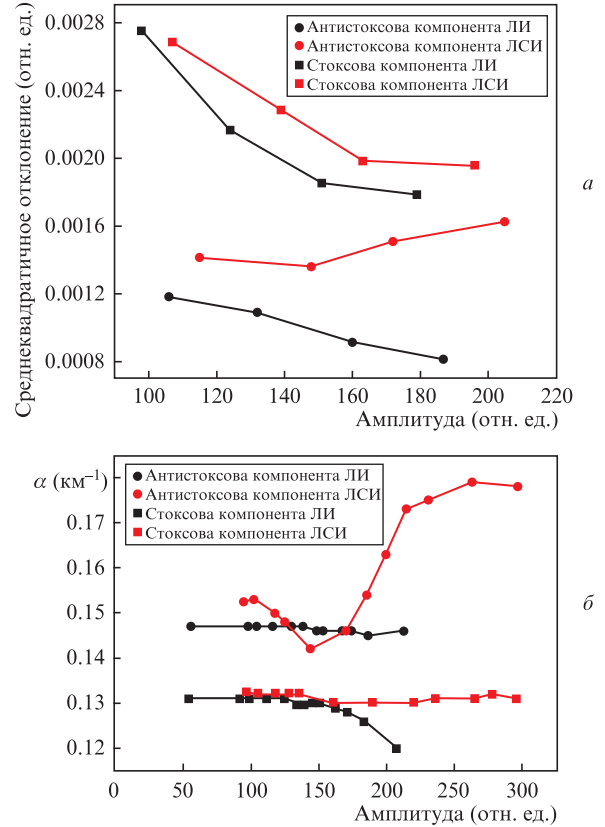 0.0028
0.0024
0.0020
0.0016
0.0012
0.0008
Среднеквадратичное отклонение (отн. ед.)
Антистоксова компонента ЛИ
Антистоксова компонента ЛСИ
Стоксова компонента ЛИ
Стоксова компонента ЛСИ
а
100 120 140 160 180 200 220
Амплитуда (отн. ед.)
α (км⁻¹)
0.17
0.16
0.15
0.14
0.13
0.12
Антистоксова компонента ЛИ
Антистоксова компонента ЛСИ
Стоксова компонента ЛИ
Стоксова компонента ЛСИ
б
0 50 100 150 200 250 300
Амплитуда (отн. ед.)